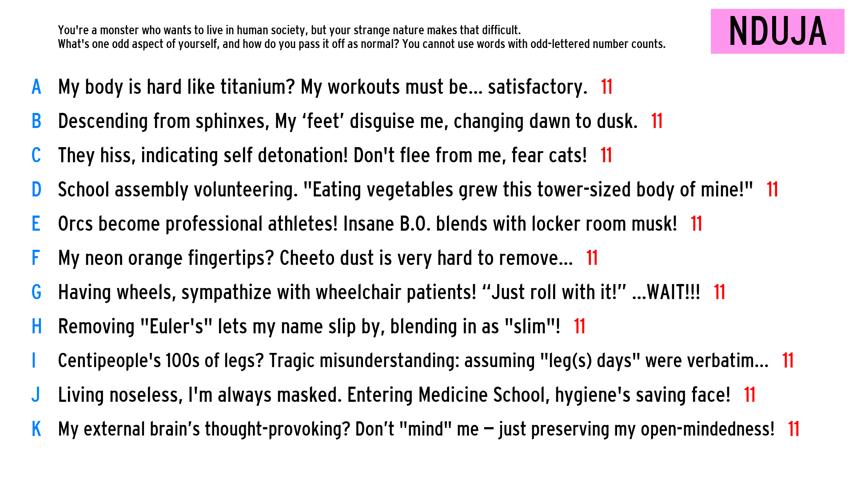 You're a monster who wants to live in human society, but your strange nature makes that difficult.
NDUJA
What's one odd aspect of yourself, and how do you pass it off as normal? You cannot use words with odd-lettered number counts.
A My body is hard like titanium? My workouts must be... satisfactory. 11
B Descending from sphinxes, My ‘feet’ disguise me, changing dawn to dusk. 11
C They hiss, indicating self detonation! Don't flee from me, fear cats! 11
D School assembly volunteering. "Eating vegetables grew this tower-sized body of mine!" 11
E Orcs become professional athletes! Insane B.O. blends with locker room musk! 11
F My neon orange fingertips? Cheeto dust is very hard to remove... 11
G Having wheels, sympathize with wheelchair patients! “Just roll with it!” ...WAIT!!! 11
H Removing "Euler's" lets my name slip by, blending in as "slim"! 11
I Centipeople's 100s of legs? Tragic misunderstanding: assuming "leg(s) days" were verbatim... 11
J Living noseless, I'm always masked. Entering Medicine School, hygiene's saving face! 11
K My external brain’s thought-provoking? Don’t "mind" me – just preserving my open-mindedness! 11